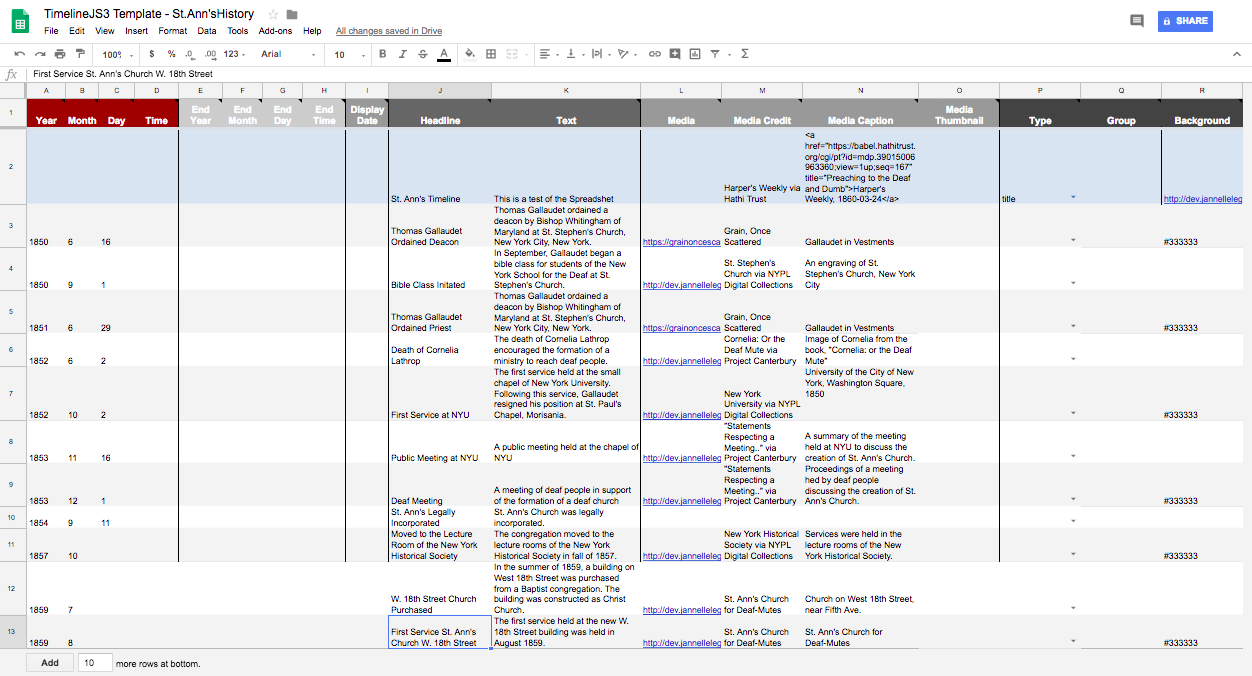 TimelineJS3 Template - St.Ann'sHistory
File Edit View Insert Format Data Tools Add-ons Help All changes saved in Drive
SHARE
100% $ % .0 .00 123 Arial 10 B I S A
fx First Service St. Ann's Church W. 18th Street
A B C D E F G H I J K L M N O P Q R
1 Year Month Day Time End Year End Month End Day End Time Display Date Headline Text Media Media Credit Media Caption Media Thumbnail Type Group Background
2
St. Ann's Timeline
This is a test of the Spreadshet
Harper's Weekly via
Hathi Trust
<a
href="https://babel.hathitrust.
org/cgi/pt?id=mdp.39015006
963360;view=1up;seq=167"
title="Preaching to the Deaf
and Dumb">Harper's
Weekly, 1860-03-24</a>
title
http://dev.jannelleleg
3
1850 6 16
Thomas Gallaudet
Ordained Deacon
Thomas Gallaudet ordained a
deacon by Bishop Whitingham of
Maryland at St. Stephen's Church,
New York City, New York.
https://grainoncesca
Grain, Once
Scattered
Gallaudet in Vestments
#333333
4
1850 9 1
Bible Class Initated
In September, Gallaudet began a
bible class for students of the New
York School for the Deaf at St.
Stephen's Church.
http://dev.jannelleleg
St. Stephen's
Church via NYPL
Digital Collections
An engraving of St.
Stephen's Church, New York
City
5
1851 6 29
Thomas Gallaudet
Ordained Priest
Thomas Gallaudet ordained a
deacon by Bishop Whitingham of
Maryland at St. Stephen's Church,
New York City, New York.
https://grainoncesca
Grain, Once
Scattered
Gallaudet in Vestments
#333333
6
1852 6 2
Death of Cornelia
Lathrop
The death of Cornelia Lathrop
encouraged the formation of a
ministry to reach deaf people.
http://dev.jannelleleg
Cornelia: Or the
Deaf Mute via
Project Canterbury
Image of Cornelia from the
book, "Cornelia: or the Deaf
Mute"
7
1852 10 2
First Service at NYU
The first service held at the small
chapel of New York University.
Following this service, Gallaudet
resigned his position at St. Paul's
Chapel, Morisania.
http://dev.jannelleleg
New York
University via NYPL
Digital Collections
University of the City of New
York, Washington Square,
1850
#333333
8
1853 11 16
Public Meeting at NYU
A public meeting held at the chapel of
NYU
http://dev.jannelleleg
"Statements
Respecting a
Meeting.." via
Project Canterbury
A summary of the meeting
held at NYU to discuss the
creation of St. Ann's Church.
9
1853 12 1
Deaf Meeting
A meeting of deaf people in support
of the formation of a deaf church
http://dev.jannelleleg
"Statements
Respecting a
Meeting.." via
Project Canterbury
Proceedings of a meeting
hed by deaf people
discussing the creation of St.
Ann's Church.
#333333
10
1854 9 11
St. Ann's Legally
Incorporated
St. Ann's Church was legally
incorporated.
11
1857 10
Moved to the Lecture
Room of the New York
Historical Society
The congregation moved to the
lecture rooms of the New York
Historical Society in fall of 1857.
http://dev.jannelleleg
New York Historical
Society via NYPL
Digital Collections
Services were held in the
lecture rooms of the New
York Historical Society.
#333333
12
1859 7
W. 18th Street Church
Purchased
In the summer of 1859, a building on
West 18th Street was purchased
from a Baptist congregation. The
building was constructed as Christ
Church.
http://dev.jannelleleg
St. Ann's Church
for Deaf-Mutes
Church on West 18th Street,
near Fifth Ave.
13
1859 8
First Service St. Ann's
Church W. 18th Street
The first service held at the new W.
18th Street building was held in
August 1859.
http://dev.jannelleleg
St. Ann's Church
for Deaf-Mutes
St. Ann's Church for
Deaf-Mutes
#333333
Add 10 more rows at bottom.